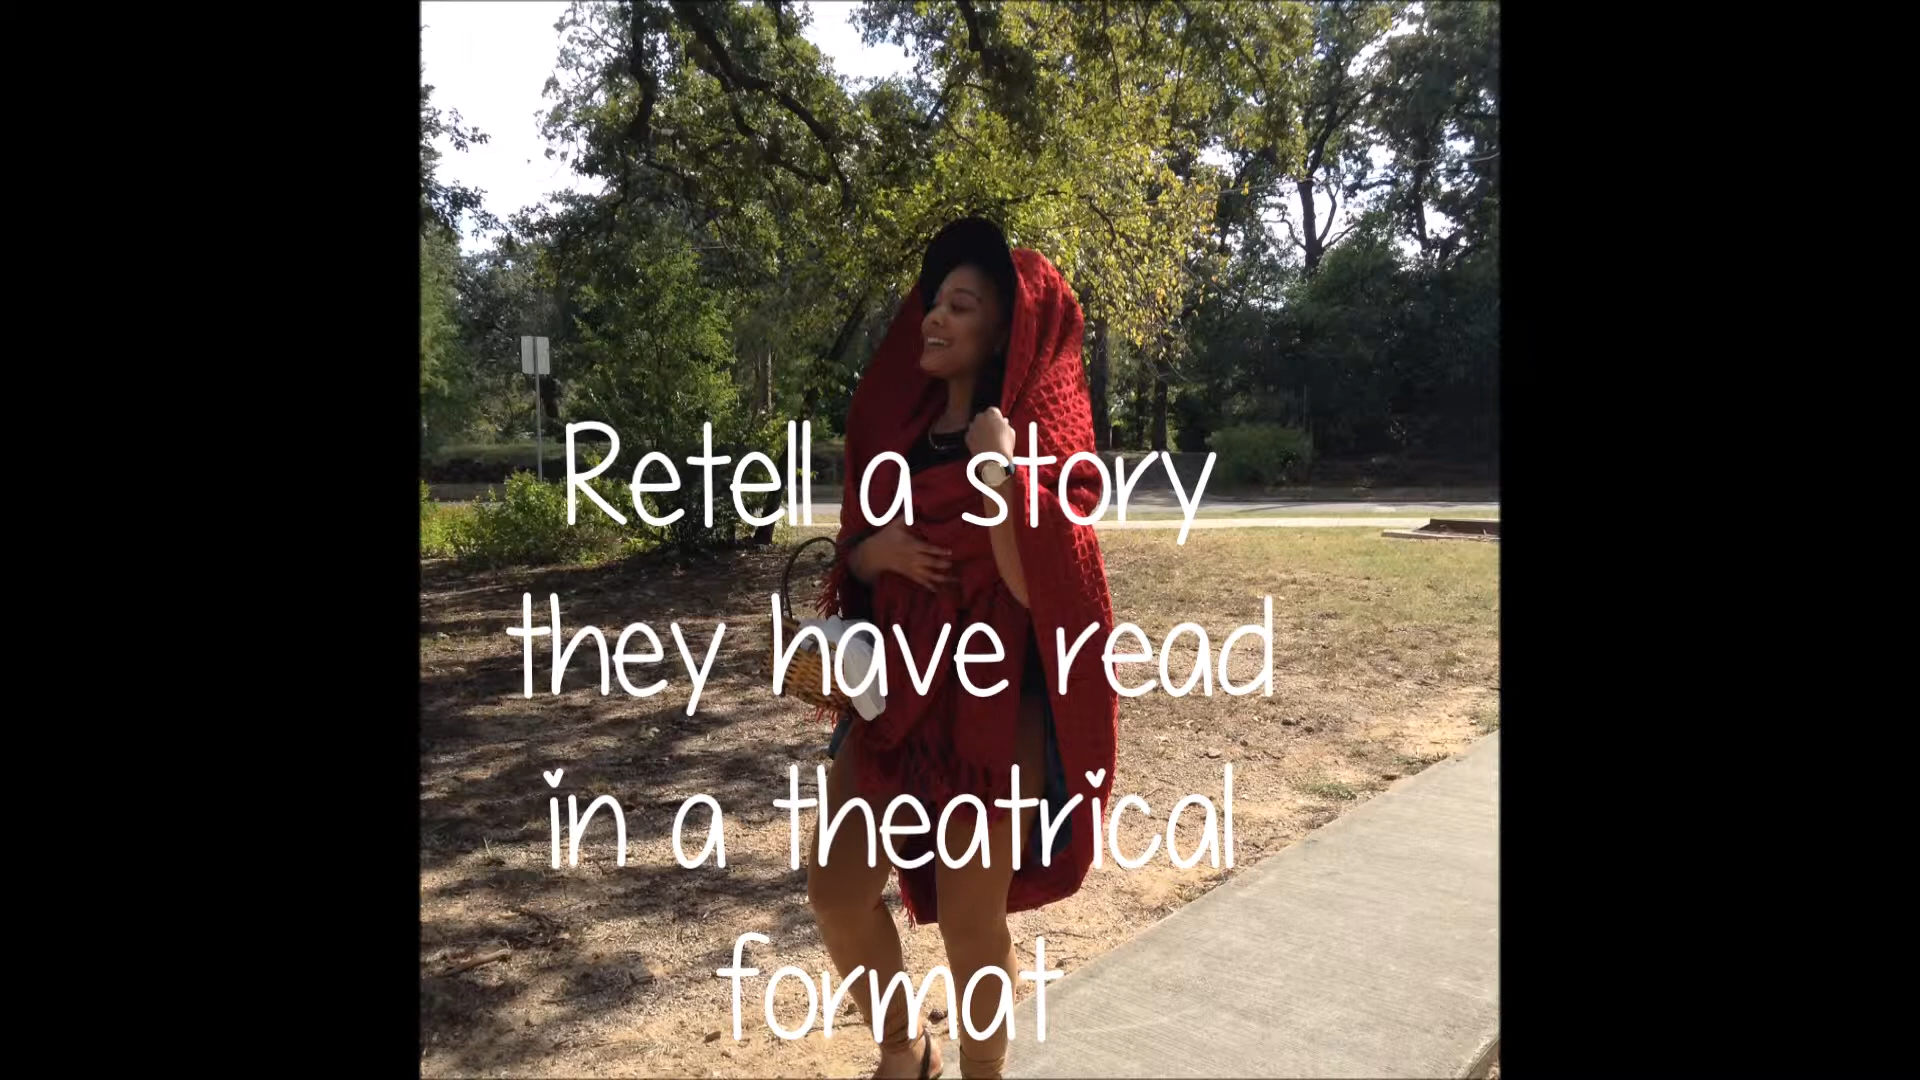 Retell a story
they have read
in a theatrical
format